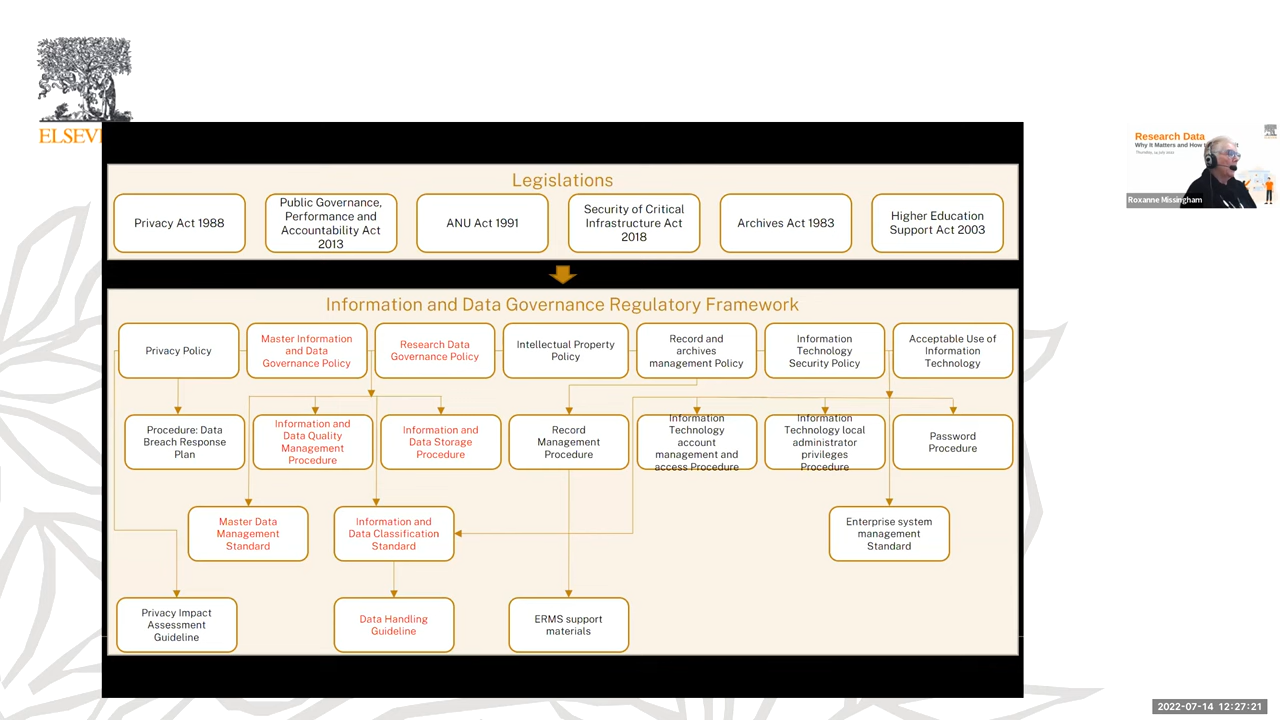 ELSEV
Legislations
Privacy Act 1988
Public Governance,
Performance and
Accountability Act
2013
ANU Act 1991
Security of Critical
Infrastructure Act
2018
Archives Act 1983
Higher Education
Support Act 2003
Information and Data Governance Regulatory Framework
Privacy Policy
Master Information
and Data
Governance Policy
Research Data
Governance Policy
Intellectual Property
Policy
Record and
archives
management Policy
Information
Technology
Security Policy
Acceptable Use of
Information
Technology
Procedure: Data
Breach Response
Plan
Information and
Data Quality
Management
Procedure
Information and
Data Storage
Procedure
Record
Management
Procedure
Information
Technology
account
management and
access Procedure
Information
Technology local
administrator
privileges
Procedure
Password
Procedure
Master Data
Management
Standard
Information and
Data Classification
Standard
Enterprise system
management
Standard
Privacy Impact
Assessment
Guideline
Data Handling
Guideline
ERMS support
materials
Research Data
Why It Matters and How
Thursday, 14 July 2022
Roxanne Missingham
2022-07-14 12:27:21